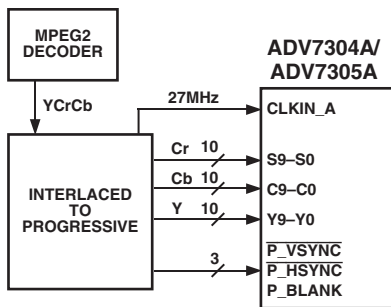 MPEG2
DECODER
YCrCb
INTERLACED
TO
PROGRESSIVE
27MHz
Cr 10
Cb 10
Y 10
3
ADV7304A/
ADV7305A
CLKIN_A
S9–S0
C9–C0
Y9–Y0
P_VSYNC
P_HSYNC
P_BLANK